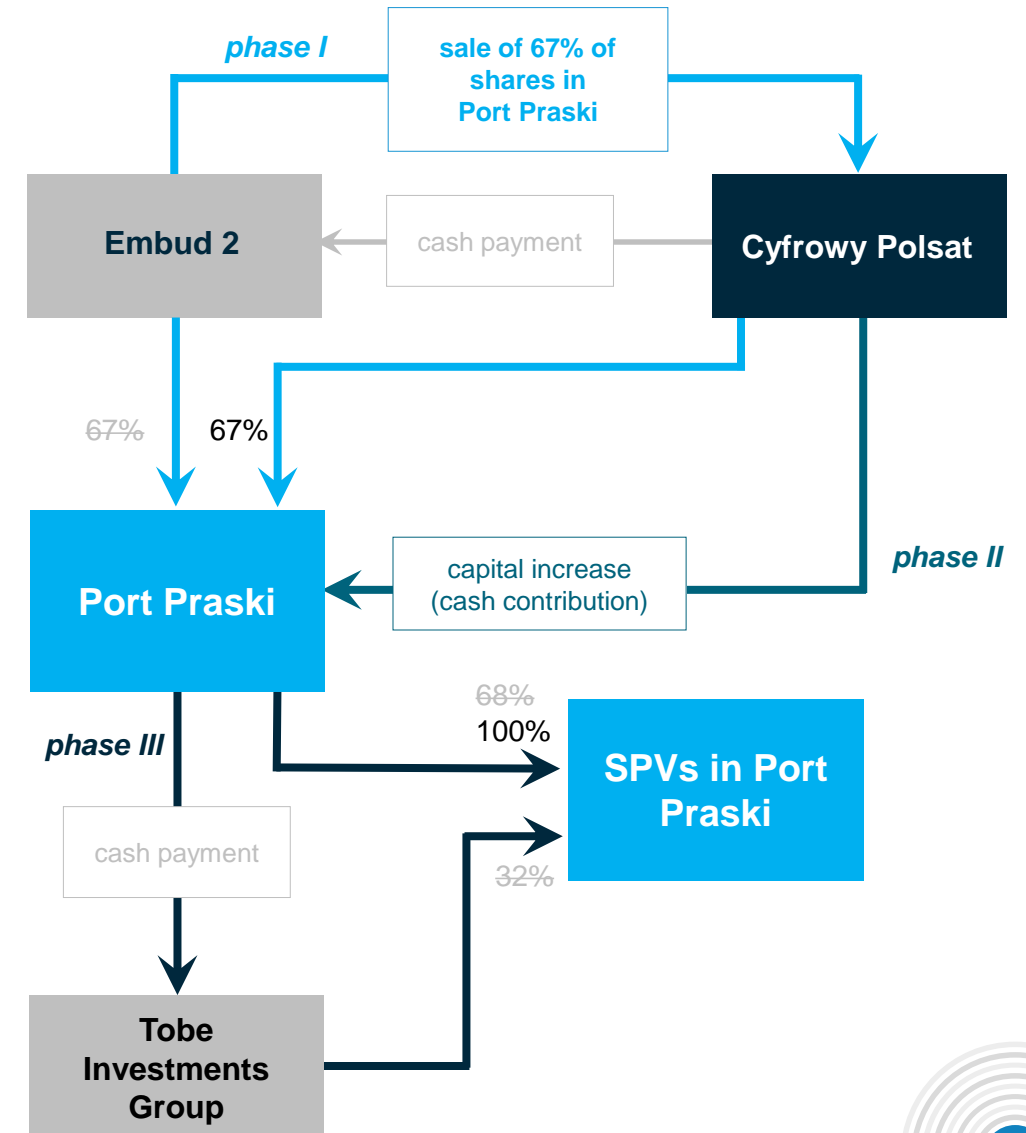 phase I
sale of 67% of
shares in
Port Praski
Embud 2
cash payment
Cyfrowy Polsat
67%
67%
Port Praski
capital increase
(cash contribution)
phase II
68%
100%
phase III
SPVs in Port
Praski
cash payment
32%
Tobe
Investments
Group